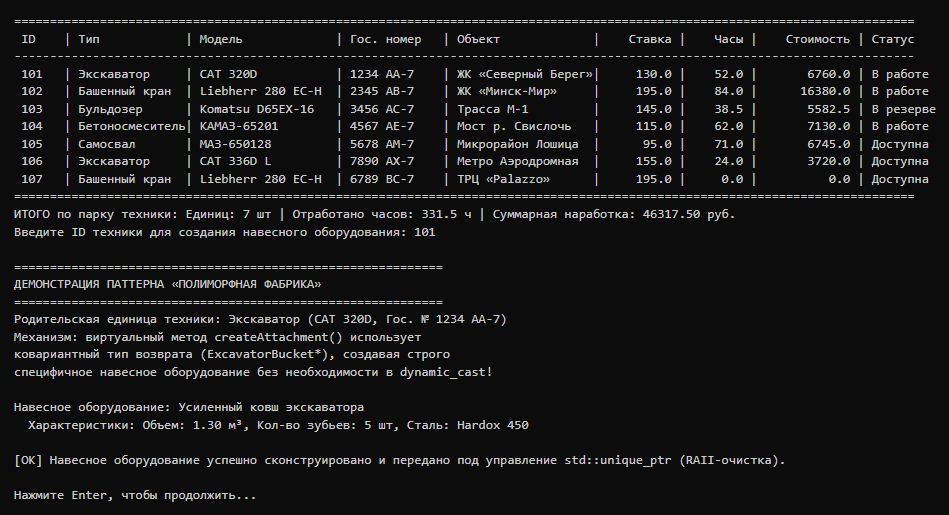 ==============================================================================================================================
ID | Тип | Модель | Гос. номер | Объект | Ставка | Часы | Стоимость | Статус
------------------------------------------------------------------------------------------------------------------------------
101 | Экскаватор | CAT 320D | 1234 AA-7 | ЖК «Северный Берег»| 130.0 | 52.0 | 6760.0 | В работе
102 | Башенный кран | Liebherr 280 EC-H | 2345 AB-7 | ЖК «Минск-Мир» | 195.0 | 84.0 | 16380.0 | В работе
103 | Бульдозер | Komatsu D65EX-16 | 3456 AC-7 | Трасса М-1 | 145.0 | 38.5 | 5582.5 | В резерве
104 | Бетоносмеситель| КАМАЗ-65201 | 4567 AE-7 | Мост р. Свислочь | 115.0 | 62.0 | 7130.0 | В работе
105 | Самосвал | МАЗ-650128 | 5678 AM-7 | Микрорайон Лошица | 95.0 | 71.0 | 6745.0 | Доступна
106 | Экскаватор | CAT 336D L | 7890 AX-7 | Метро Аэродромная | 155.0 | 24.0 | 3720.0 | Доступна
107 | Башенный кран | Liebherr 280 EC-H | 6789 BC-7 | ТРЦ «Palazzo» | 195.0 | 0.0 | 0.0 | Доступна
==============================================================================================================================
ИТОГО по парку техники: Единиц: 7 шт | Отработано часов: 331.5 ч | Суммарная наработка: 46317.50 руб.
Введите ID техники для создания навесного оборудования: 101
============================================================
ДЕМОНСТРАЦИЯ ПАТТЕРНА «ПОЛИМОРФНАЯ ФАБРИКА»
============================================================
Родительская единица техники: Экскаватор (CAT 320D, Гос. № 1234 AA-7)
Механизм: виртуальный метод createAttachment() использует
ковариантный тип возврата (ExcavatorBucket*), создавая строго
специфичное навесное оборудование без необходимости в dynamic_cast!
Навесное оборудование: Усиленный ковш экскаватора
Характеристики: Объем: 1.30 м³, Кол-во зубьев: 5 шт, Сталь: Hardox 450
[OK] Навесное оборудование успешно сконструировано и передано под управление std::unique_ptr (RAII-очистка).
Нажмите Enter, чтобы продолжить...